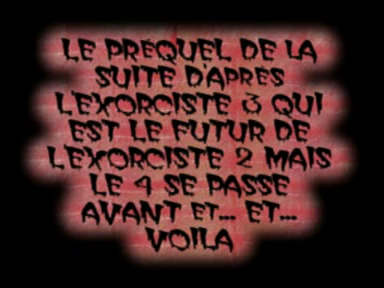 LE PREQUEL DE LA
SUITE D'APRES
L'EXORCISTE 3 QUI
EST LE FUTUR DE
L'EXORCISTE 2 MAIS
LE 4 SE PASSE
AVANT ET... ET...
VOILA